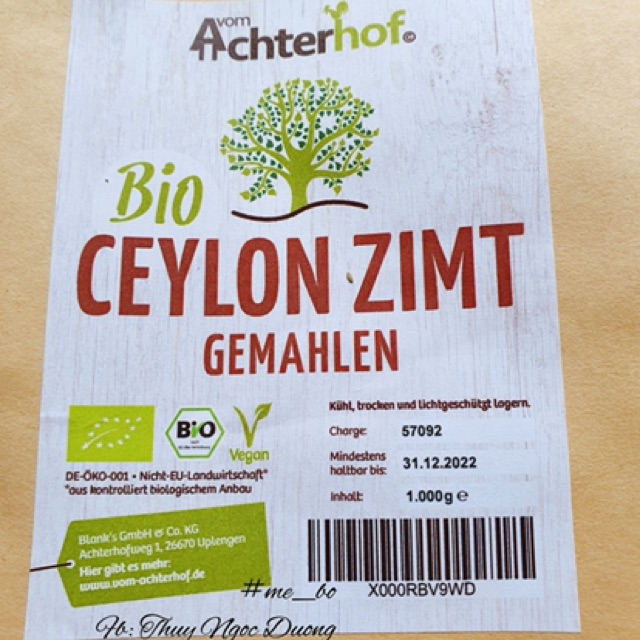 vom
Achterhof
Bio
CEYLON ZIMT
GEMAHLEN
BiO
Vegan
DE-ÖKO-001 • Nicht-EU-Landwirtschaft*
*aus kontrolliert biologischem Anbau
Kühl, trocken und lichtgeschützt lagern.
Charge: 57092
Mindestens
haltbar bis: 31.12.2022
Inhalt: 1.000g e
Blank's GmbH & Co. KG
Achterhofweg 1, 26670 Uplengen
Hier gibt es mehr:
www.vom-achterhof.de
X000RBV9WD
#me_bo
Fb: Thuy Ngoc Duong